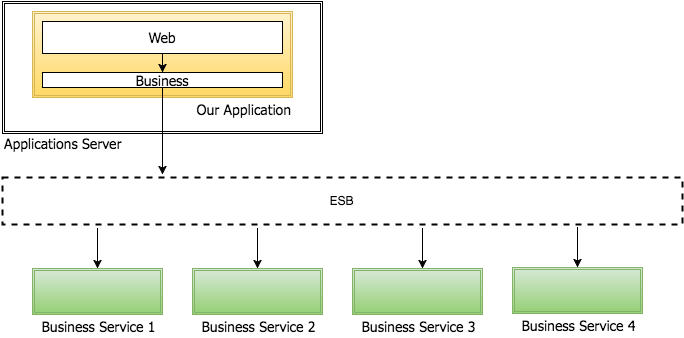 Web
Business
Our Application
Applications Server
ESB
Business Service 1
Business Service 2
Business Service 3
Business Service 4